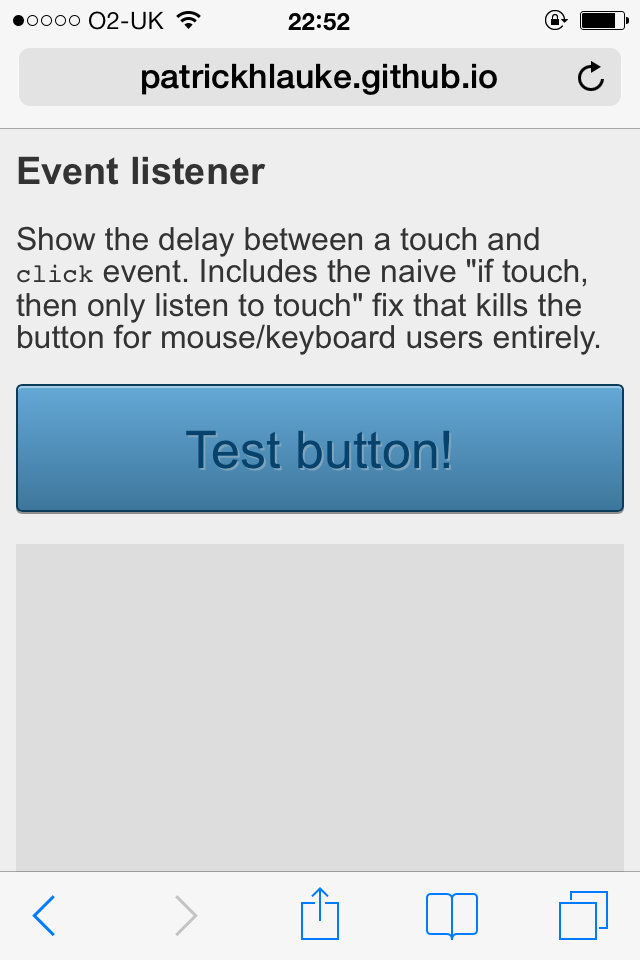 O2-UK 22:52
patrickhlauke.github.io
Event listener
Show the delay between a touch and
click event. Includes the naive "if touch,
then only listen to touch" fix that kills the
button for mouse/keyboard users entirely.
Test button!